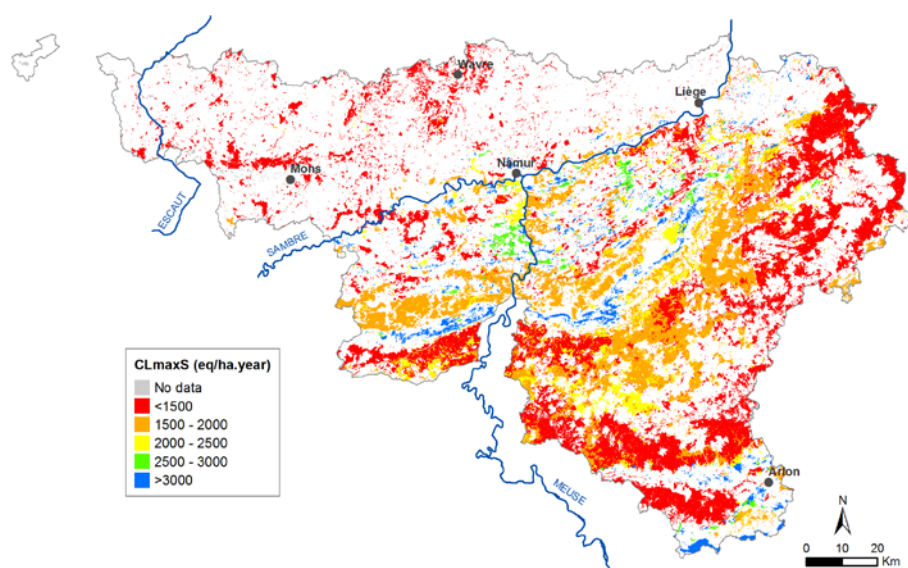 Wavre
Liège
Namur
Mons
ESCAUT
SAMBRE
MEUSE
Arlon
CLmaxS (eq/ha.year)
No data
<1500
1500 - 2000
2000 - 2500
2500 - 3000
>3000
N
0 10 20
Km